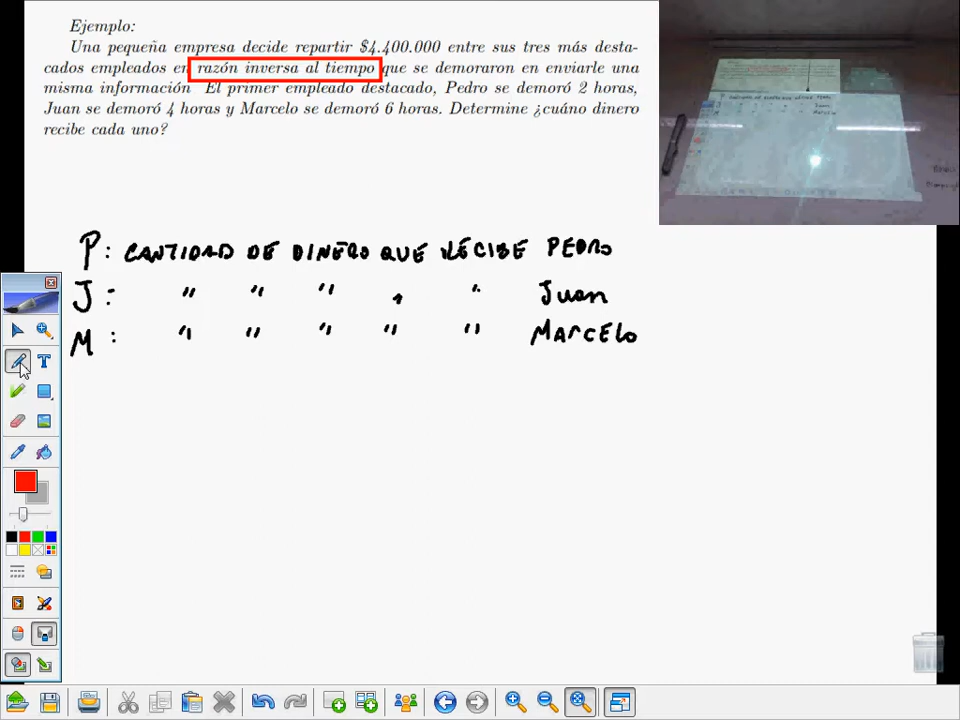 Ejemplo:
Una pequeña empresa decide repartir $4.400.000 entre sus tres más desta-
cados empleados en razón inversa al tiempo que se demoraron en enviarle una
misma información El primer empleado destacado, Pedro se demoró 2 horas,
Juan se demoró 4 horas y Marcelo se demoró 6 horas. Determine ¿cuáno dinero
recibe cada uno?
P: CANTIDAD DE DINERO QUE RECIBE PEDRO
J: " " " " " Juan
M: " " " " " MARCELO